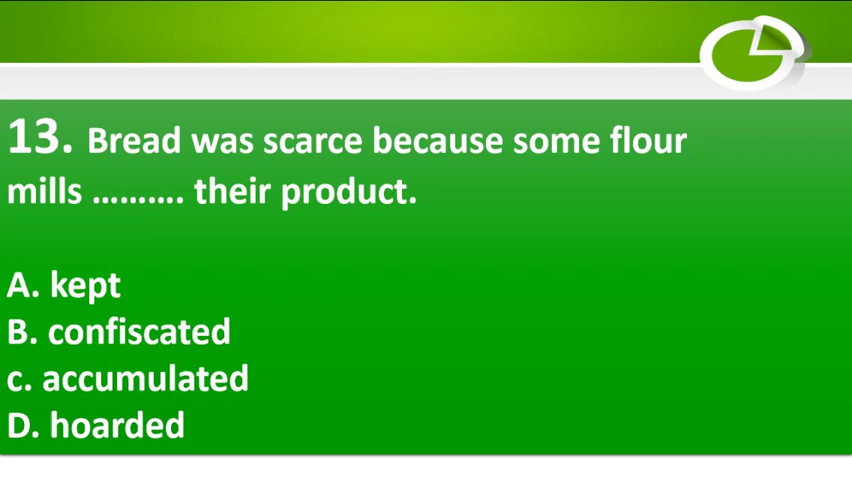 13. Bread was scarce because some flour
mills .......... their product.
A. kept
B. confiscated
c. accumulated
D. hoarded